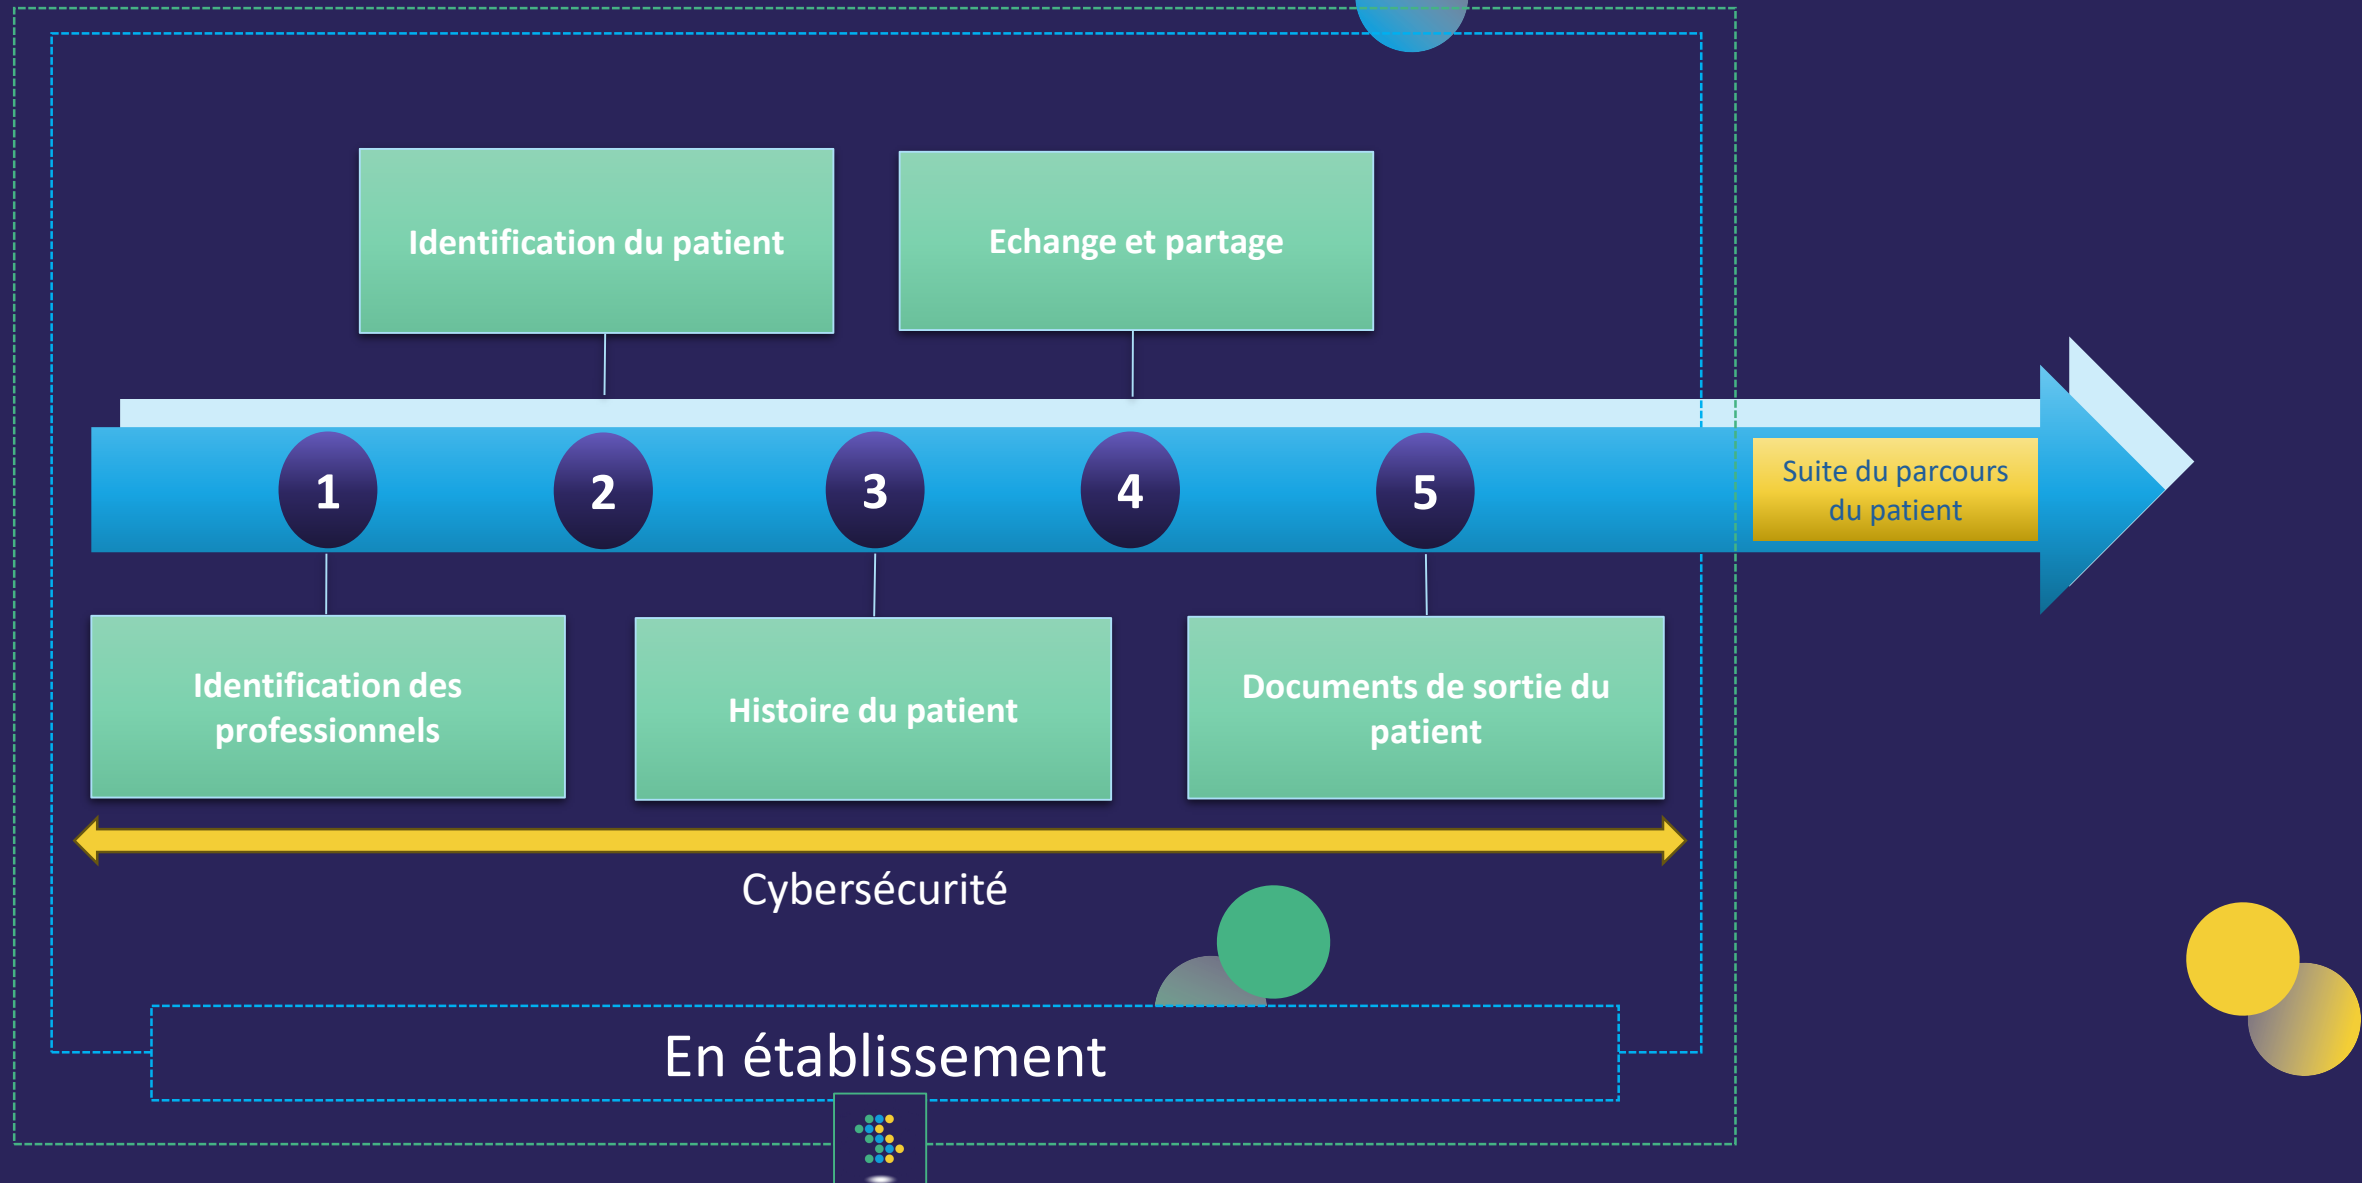 Identification du patient
Echange et partage
1
2
3
4
5
Suite du parcours
du patient
Identification des
professionnels
Histoire du patient
Documents de sortie du
patient
Cybersécurité
En établissement